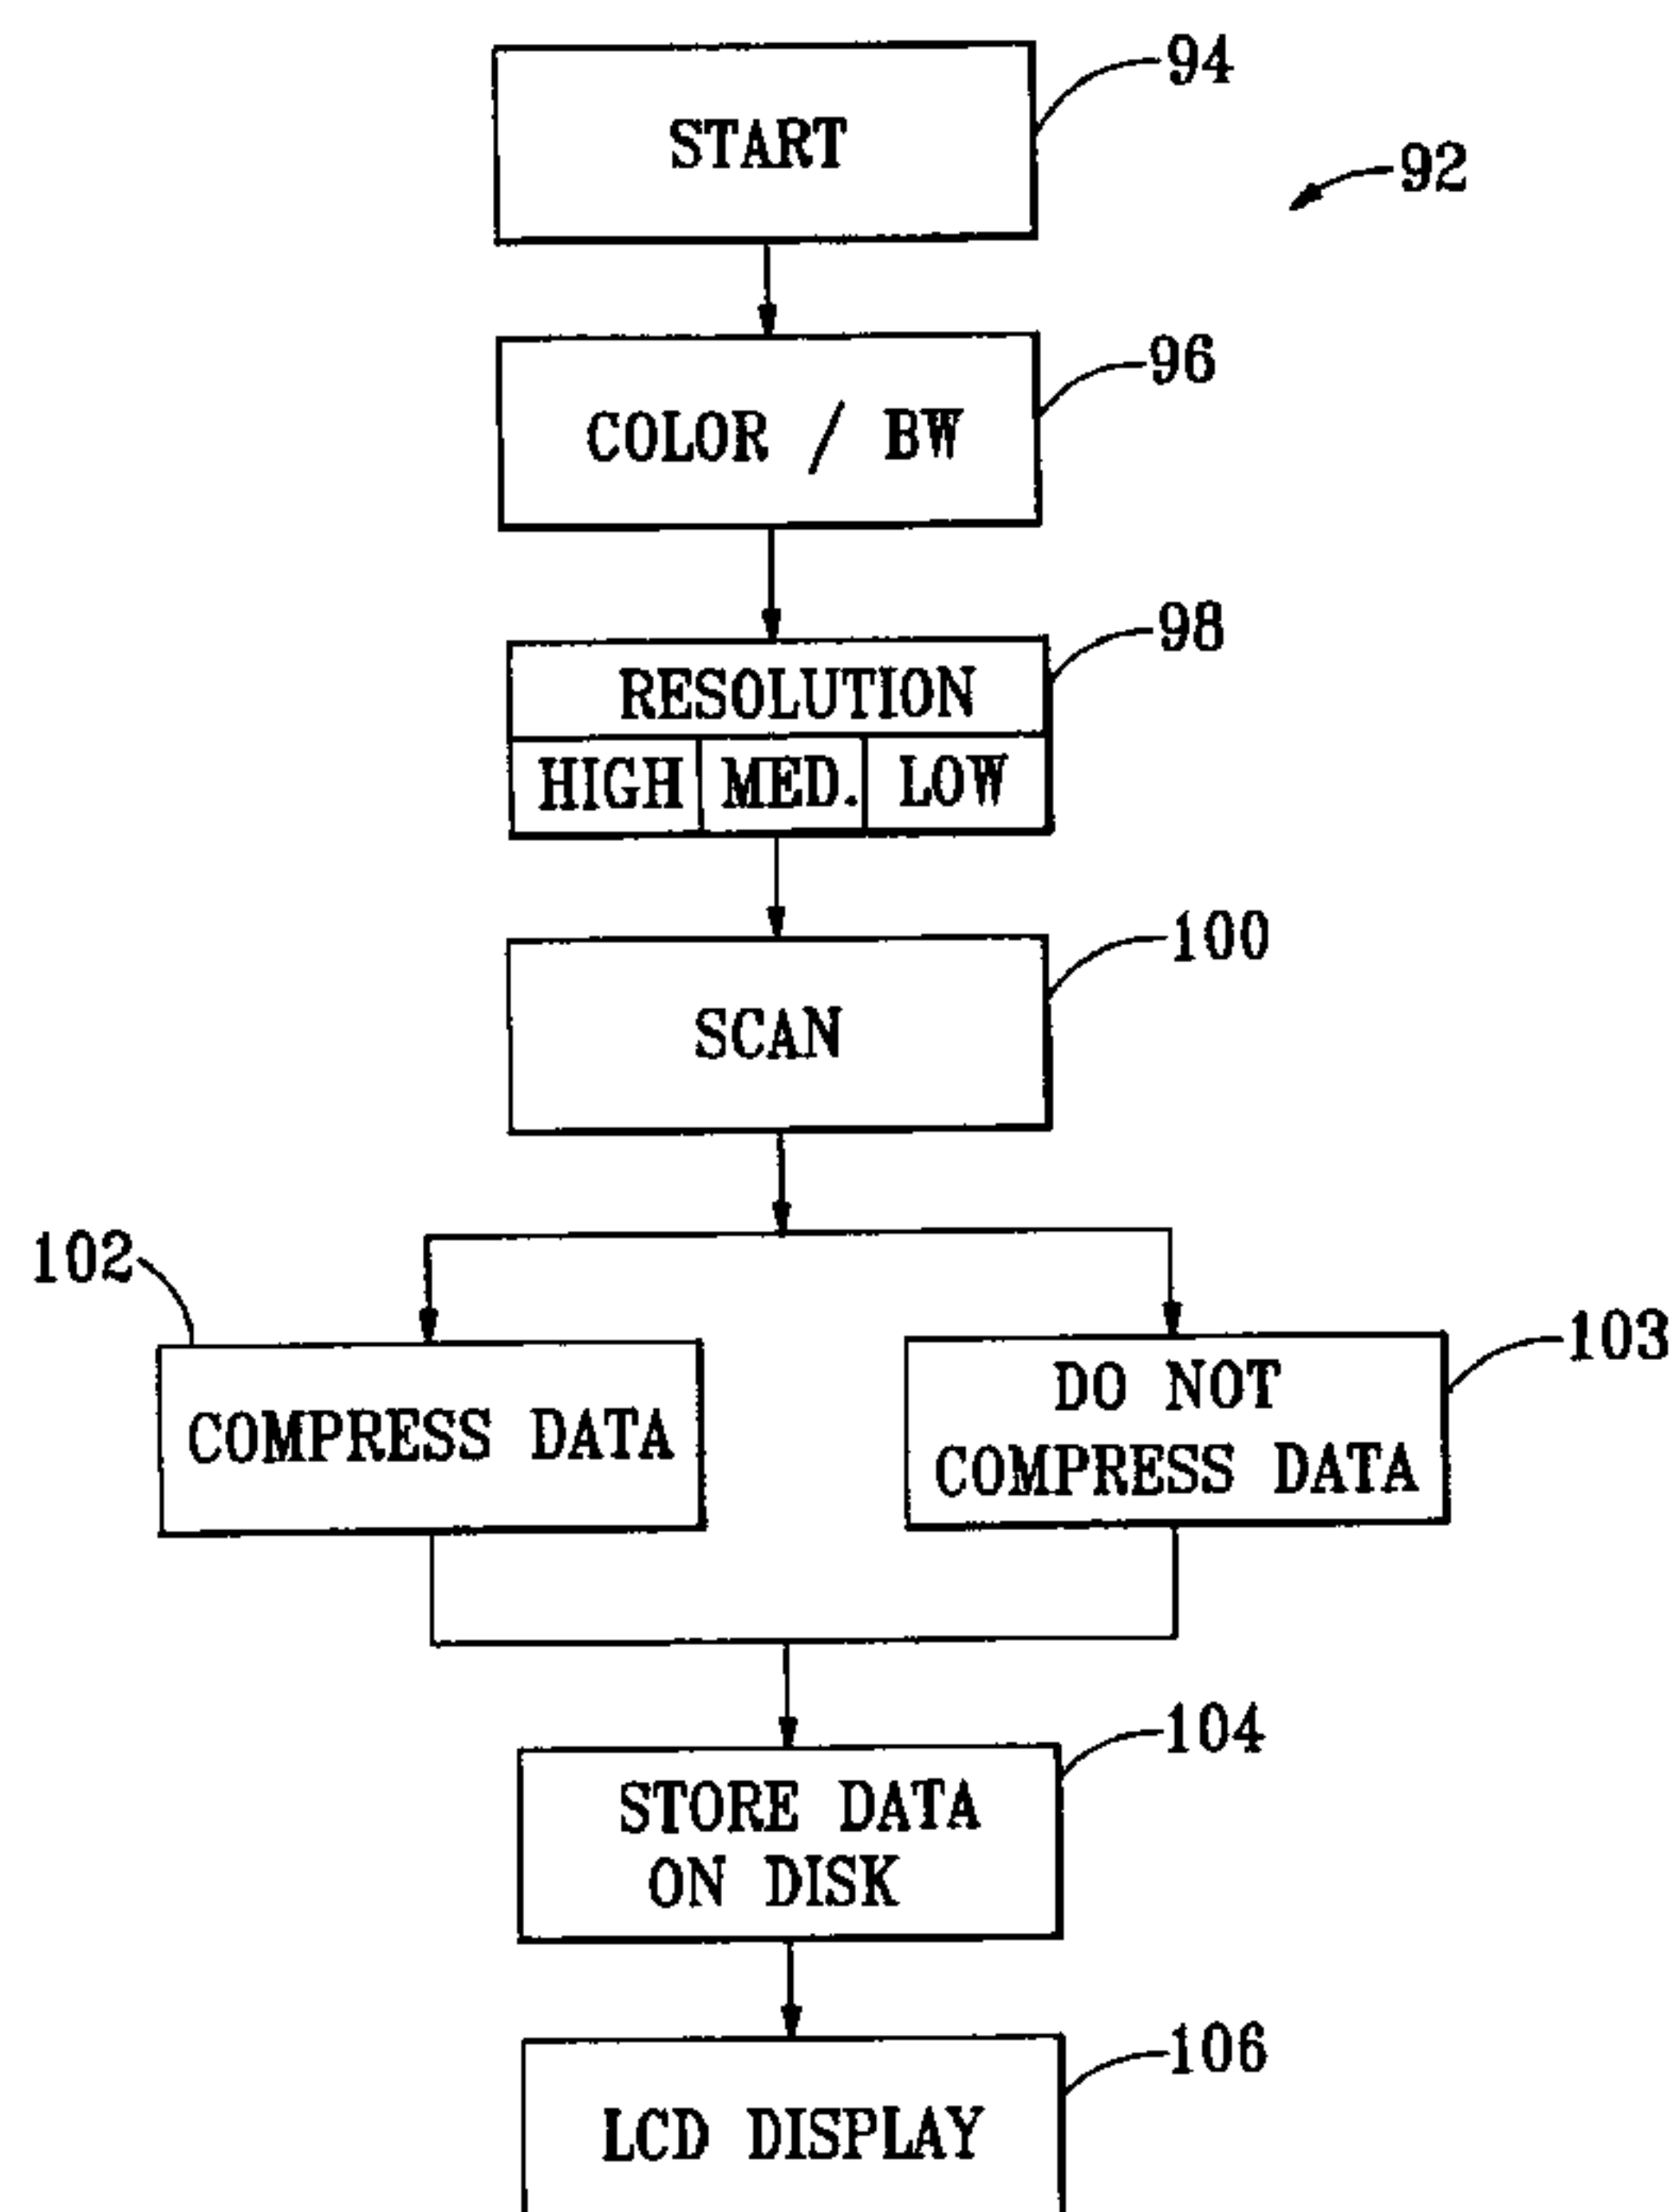 94
START
92
96
COLOR / BW
98
RESOLUTION
HIGH MED. LOW
100
SCAN
102
103
COMPRESS DATA
DO NOT
COMPRESS DATA
104
STORE DATA
ON DISK
106
LCD DISPLAY